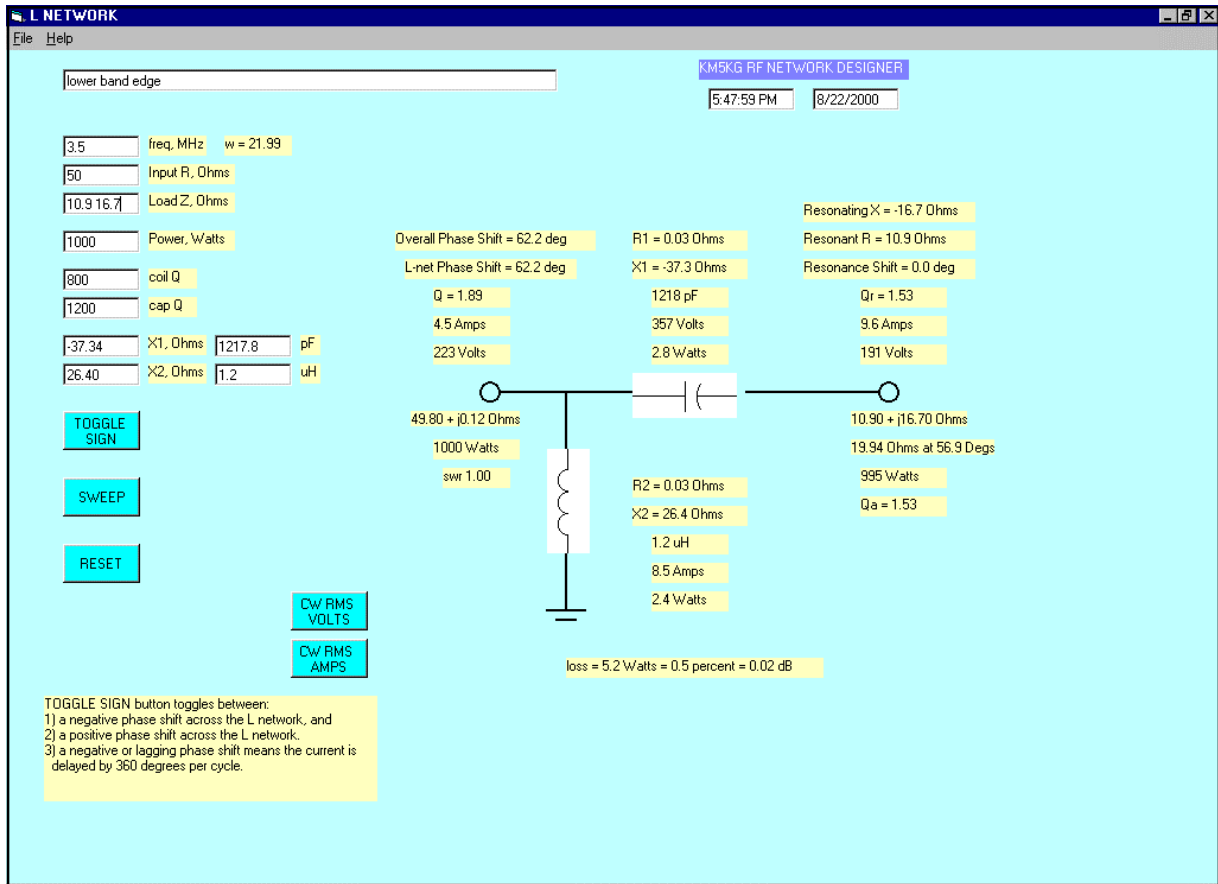 L NETWORK
File Help
lower band edge
KM5KG RF NETWORK DESIGNER
5:47:59 PM 8/22/2000
3.5 freq, MHz w = 21.99
50 Input R, Ohms
10.9 16.7 Load Z, Ohms
1000 Power, Watts
800 coil Q
1200 cap Q
-37.34 X1, Ohms 1217.8 pF
26.40 X2, Ohms 1.2 uH
TOGGLE
SIGN
SWEEP
RESET
CW RMS
VOLTS
CW RMS
AMPS
Overall Phase Shift = 62.2 deg
L-net Phase Shift = 62.2 deg
Q = 1.89
4.5 Amps
223 Volts
R1 = 0.03 Ohms
X1 = -37.3 Ohms
1218 pF
357 Volts
2.8 Watts
Resonating X = -16.7 Ohms
Resonant R = 10.9 Ohms
Resonance Shift = 0.0 deg
Qr = 1.53
9.6 Amps
191 Volts
49.80 + j0.12 Ohms
1000 Watts
swr 1.00
10.90 + j16.70 Ohms
19.94 Ohms at 56.9 Degs
995 Watts
Qa = 1.53
R2 = 0.03 Ohms
X2 = 26.4 Ohms
1.2 uH
8.5 Amps
2.4 Watts
loss = 5.2 Watts = 0.5 percent = 0.02 dB
TOGGLE SIGN button toggles between:
1) a negative phase shift across the L network, and
2) a positive phase shift across the L network.
3) a negative or lagging phase shift means the current is
delayed by 360 degrees per cycle.